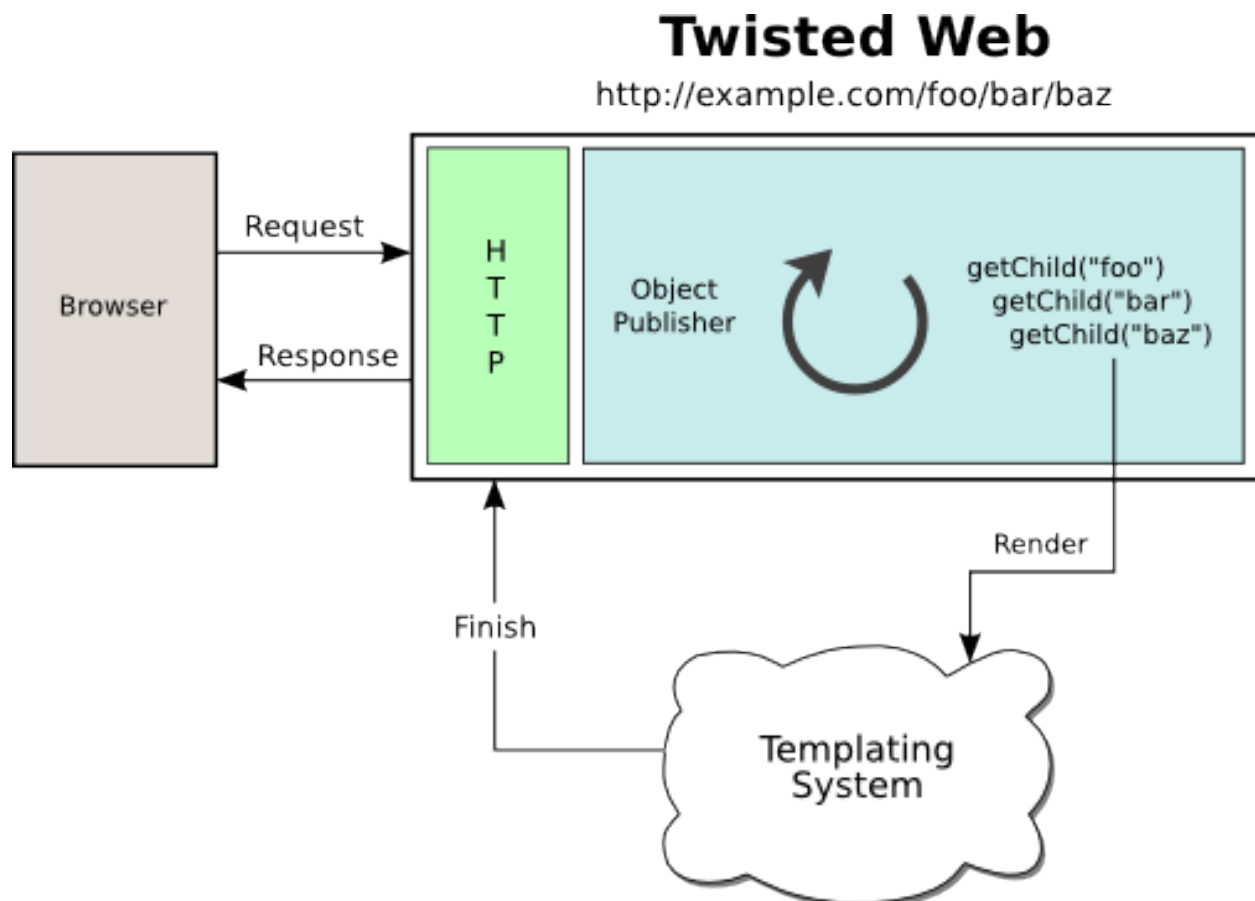 Twisted Web
http://example.com/foo/bar/baz
Request
Browser
Response
H
T
T
P
Object
Publisher
getChild("foo")
getChild("bar")
getChild("baz")
Render
Finish
Templating
System